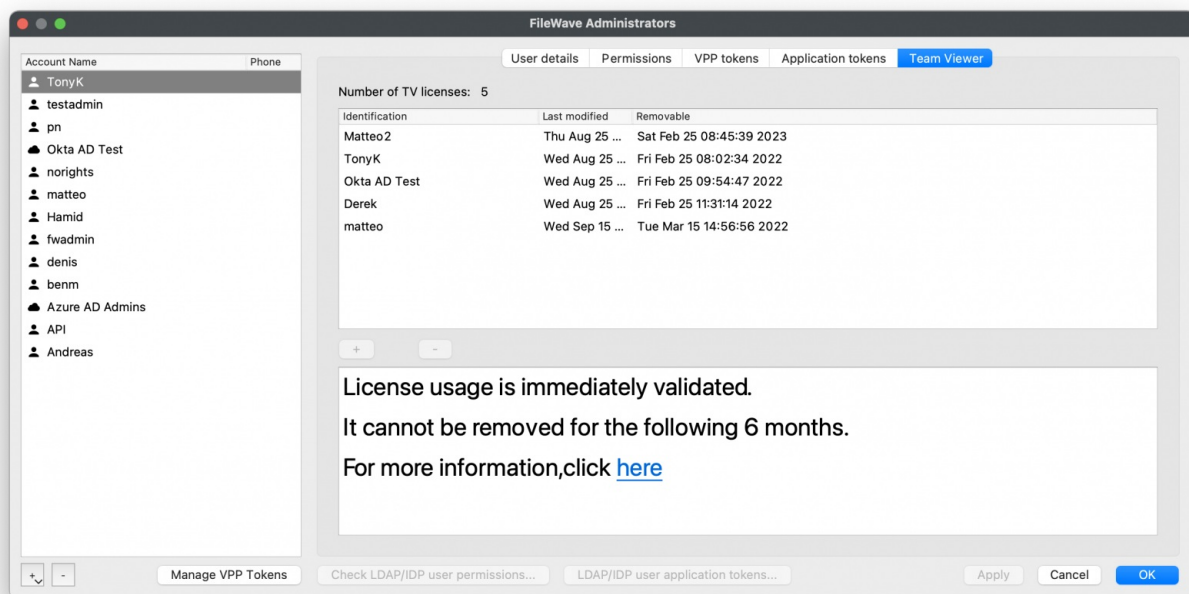 FileWave Administrators
User details Permissions VPP tokens Application tokens Team Viewer
Account Name Phone
TonyK
testadmin
pn
Okta AD Test
norights
matteo
Hamid
fwadmin
denis
benm
Azure AD Admins
API
Andreas
Number of TV licenses: 5
Identification Last modified Removable
Matteo2 Thu Aug 25 ... Sat Feb 25 08:45:39 2023
TonyK Wed Aug 25 ... Fri Feb 25 08:02:34 2022
Okta AD Test Wed Aug 25 ... Fri Feb 25 09:54:47 2022
Derek Wed Aug 25 ... Fri Feb 25 11:31:14 2022
matteo Wed Sep 15 ... Tue Mar 15 14:56:56 2022
+ -
License usage is immediately validated.
It cannot be removed for the following 6 months.
For more information,click here
+ - Manage VPP Tokens Check LDAP/IDP user permissions... LDAP/IDP user application tokens... Apply Cancel OK